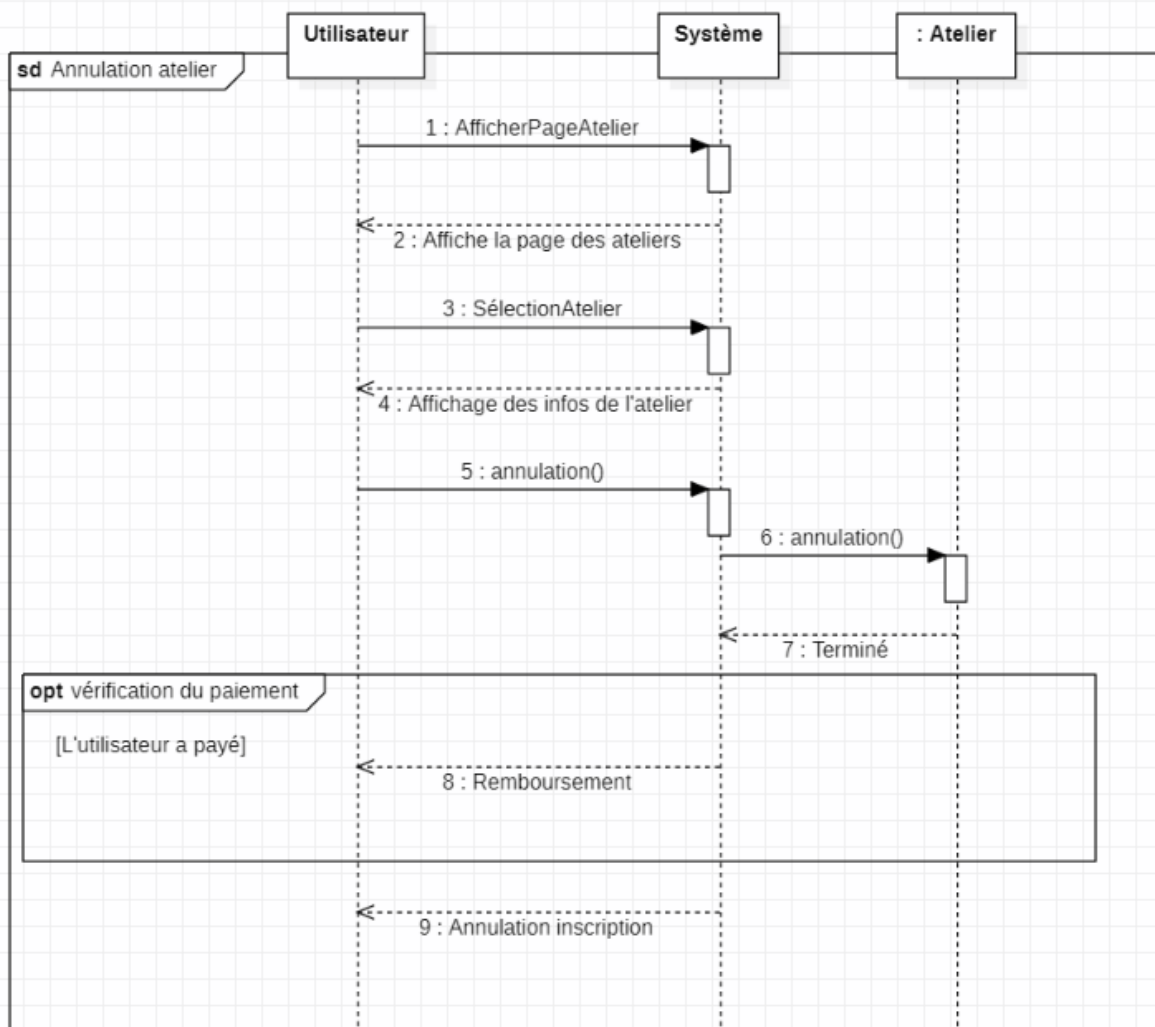 Utilisateur
Système
: Atelier
sd Annulation atelier
1 : AfficherPageAtelier
2 : Affiche la page des ateliers
3 : SélectionAtelier
4 : Affichage des infos de l'atelier
5 : annulation()
6 : annulation()
7 : Terminé
opt vérification du paiement
[L'utilisateur a payé]
8 : Remboursement
9 : Annulation inscription